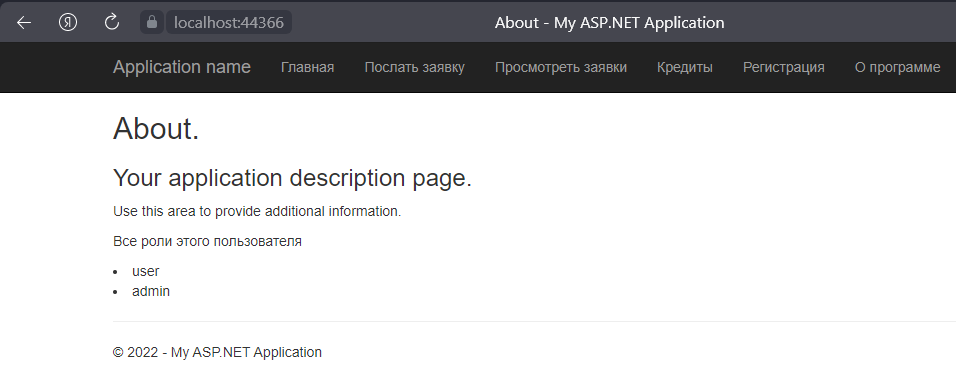 localhost:44366 About - My ASP.NET Application
Application name Главная Послать заявку Просмотреть заявки Кредиты Регистрация О программе
About.
Your application description page.
Use this area to provide additional information.
Все роли этого пользователя
• user
• admin
© 2022 - My ASP.NET Application